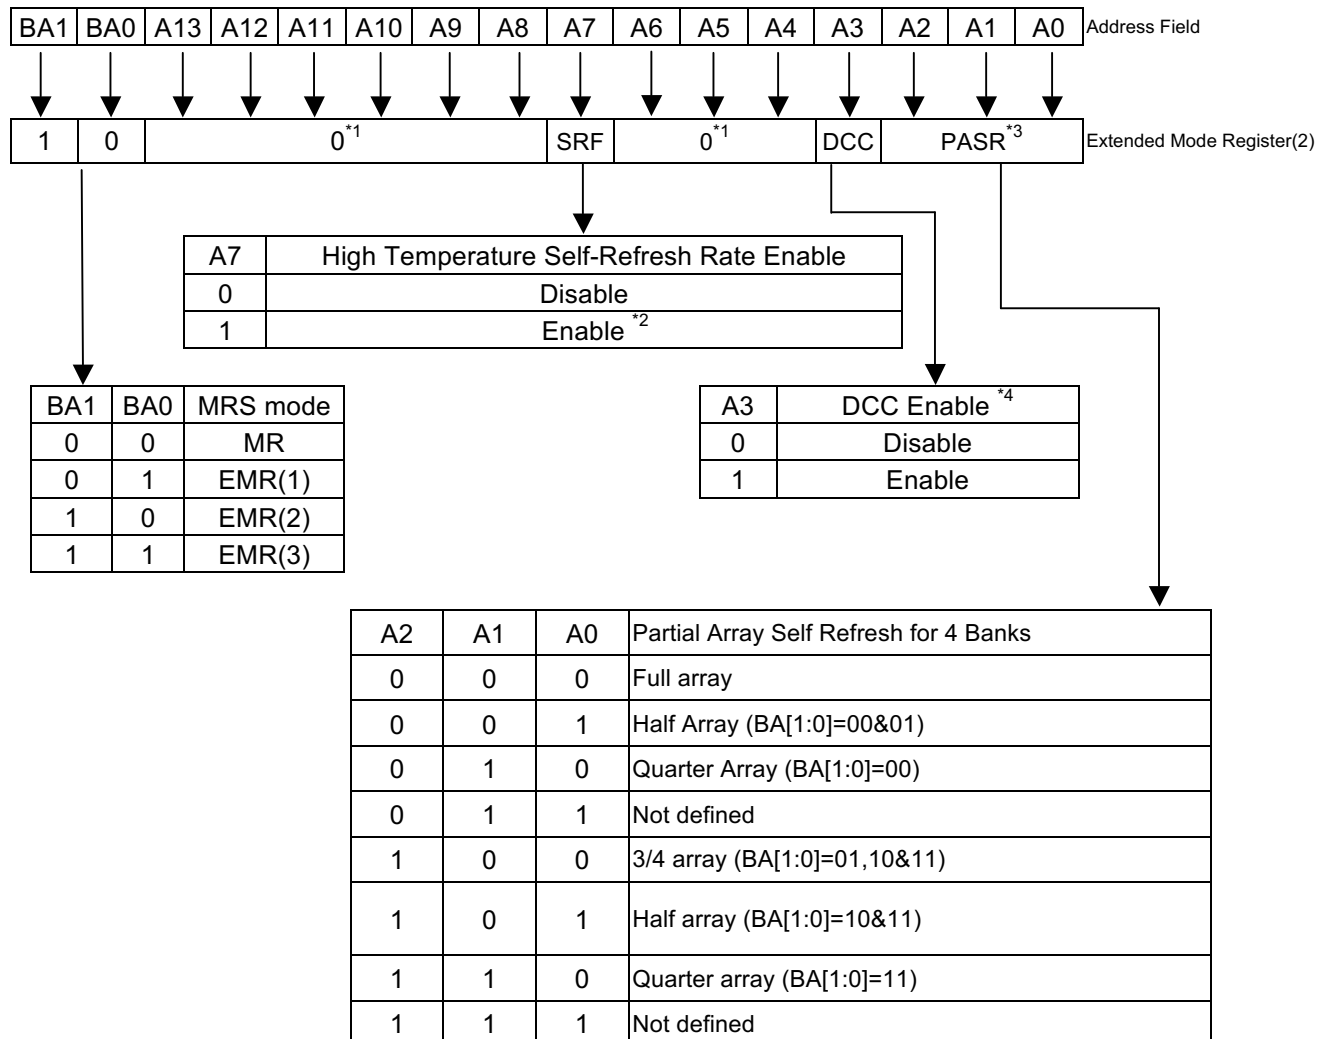 BA1 BA0 A13 A12 A11 A10 A9 A8 A7 A6 A5 A4 A3 A2 A1 A0 Address Field
1 0 0*1 SRF 0*1 DCC PASR*3 Extended Mode Register(2)
A7 High Temperature Self-Refresh Rate Enable
0 Disable
1 Enable *2
BA1 BA0 MRS mode
0 0 MR
0 1 EMR(1)
1 0 EMR(2)
1 1 EMR(3)
A3 DCC Enable *4
0 Disable
1 Enable
A2 A1 A0 Partial Array Self Refresh for 4 Banks
0 0 0 Full array
0 0 1 Half Array (BA[1:0]=00&01)
0 1 0 Quarter Array (BA[1:0]=00)
0 1 1 Not defined
1 0 0 3/4 array (BA[1:0]=01,10&11)
1 0 1 Half array (BA[1:0]=10&11)
1 1 0 Quarter array (BA[1:0]=11)
1 1 1 Not defined